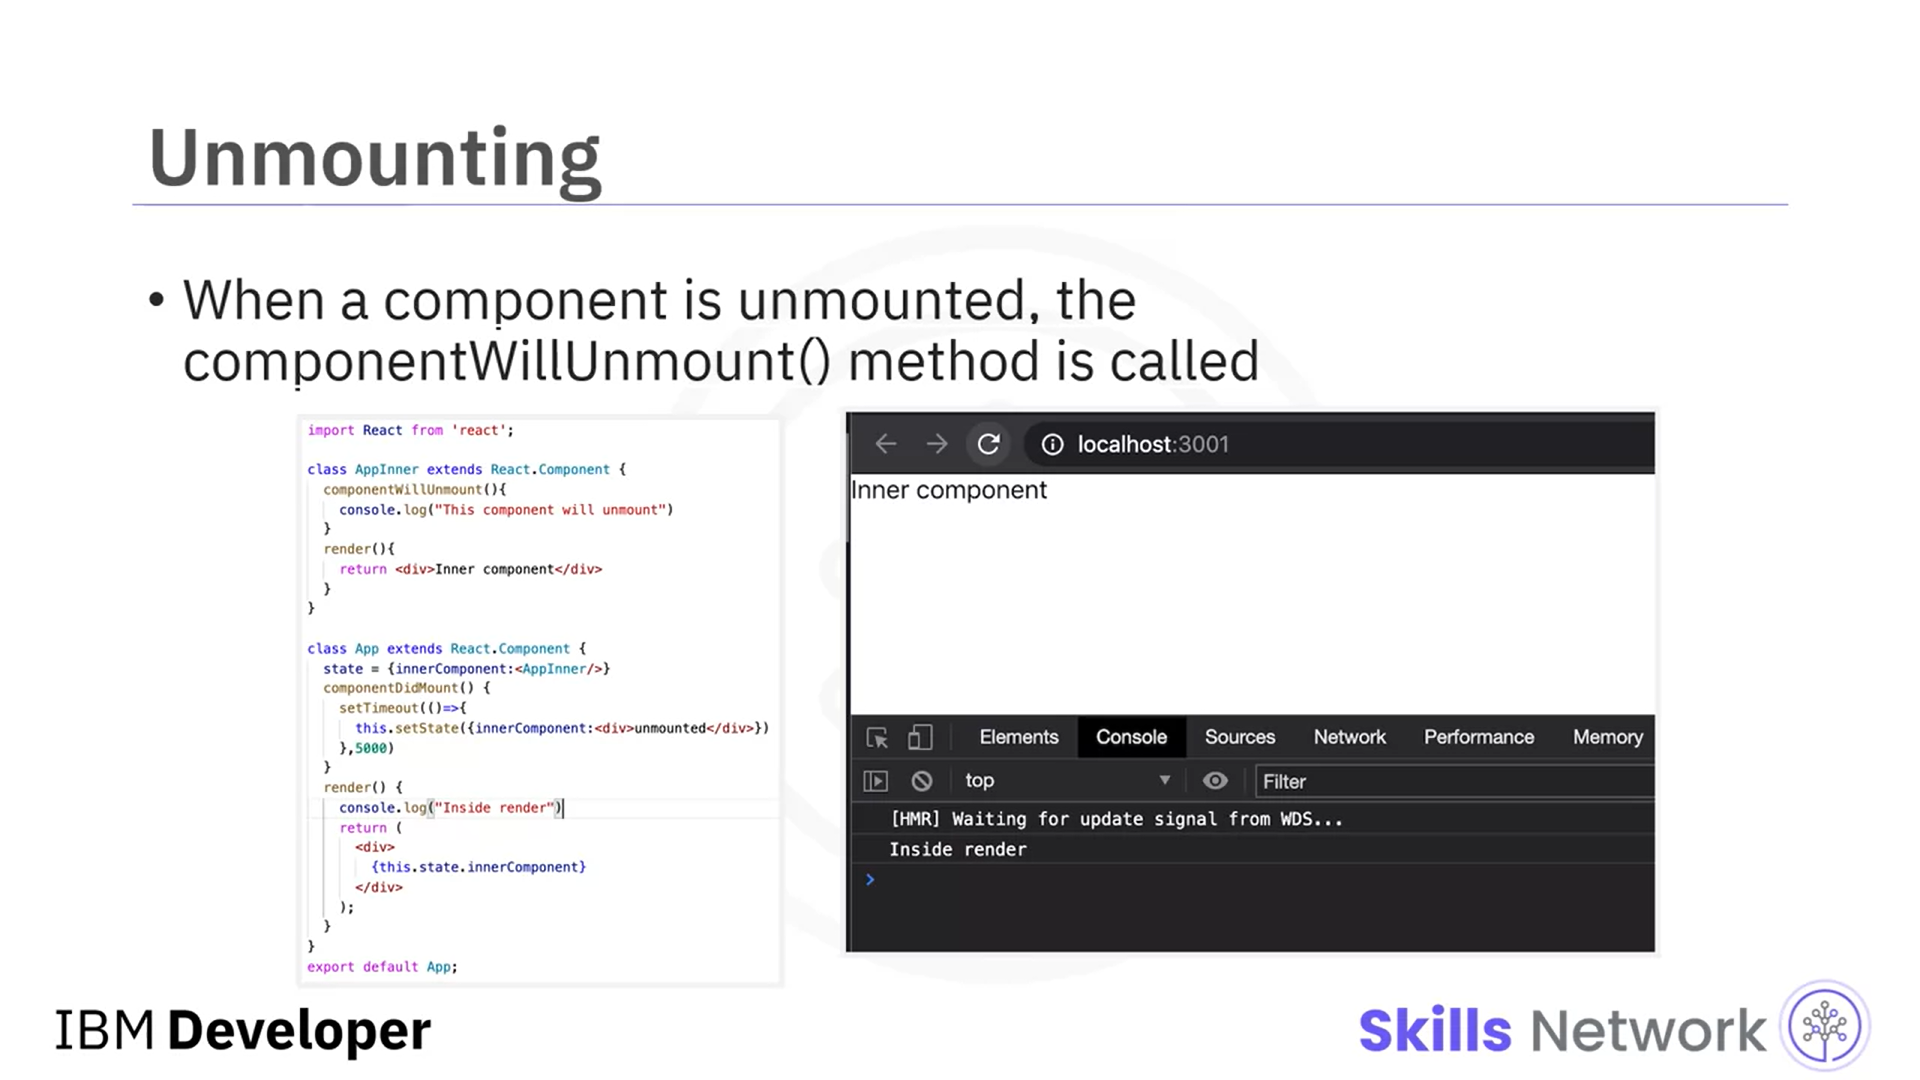 Unmounting
• When a component is unmounted, the
componentWillUnmount() method is called
import React from 'react';
class AppInner extends React.Component {
componentWillUnmount(){
console.log("This component will unmount")
}
render(){
return <div>Inner component</div>
}
}
class App extends React.Component {
state = {innerComponent:<AppInner/>}
componentDidMount() {
setTimeout(()=>{
this.setState({innerComponent:<div>unmounted</div>})
},5000)
}
render() {
console.log("Inside render")
return (
<div>
{this.state.innerComponent}
</div>
);
}
}
export default App;
localhost:3001
Inner component
Elements Console Sources Network Performance Memory
top Filter
[HMR] Waiting for update signal from WDS...
Inside render
>
IBM Developer
Skills Network